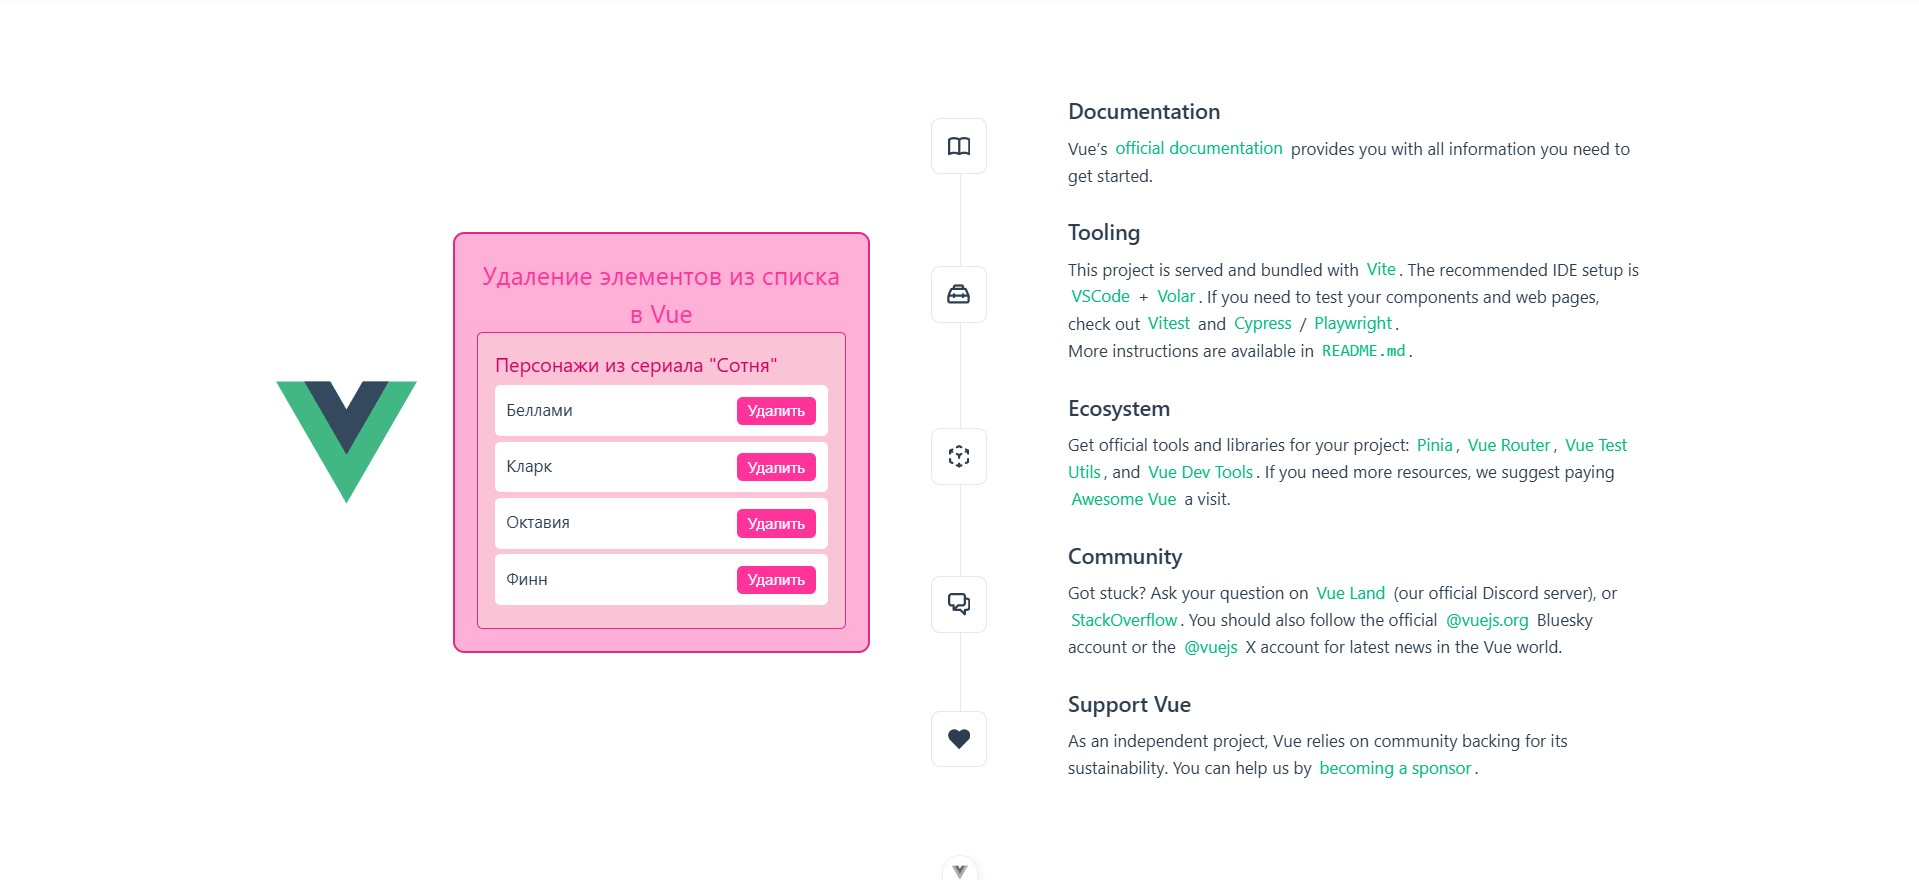 Удаление элементов из списка
в Vue
Персонажи из сериала "Сотня"
Беллами Удалить
Кларк Удалить
Октавия Удалить
Финн Удалить
Documentation
Vue’s official documentation provides you with all information you need to
get started.
Tooling
This project is served and bundled with Vite. The recommended IDE setup is
VSCode + Volar. If you need to test your components and web pages,
check out Vitest and Cypress / Playwright.
More instructions are available in README.md.
Ecosystem
Get official tools and libraries for your project: Pinia, Vue Router, Vue Test
Utils, and Vue Dev Tools. If you need more resources, we suggest paying
Awesome Vue a visit.
Community
Got stuck? Ask your question on Vue Land (our official Discord server), or
StackOverflow. You should also follow the official @vuejs.org Bluesky
account or the @vuejs X account for latest news in the Vue world.
Support Vue
As an independent project, Vue relies on community backing for its
sustainability. You can help us by becoming a sponsor.